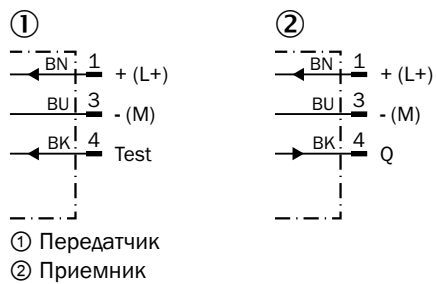 ① ②
BN 1 + (L+) BN 1 + (L+)
BU 3 - (M) BU 3 - (M)
BK 4 Test BK 4 Q
① Передатчик
② Приемник